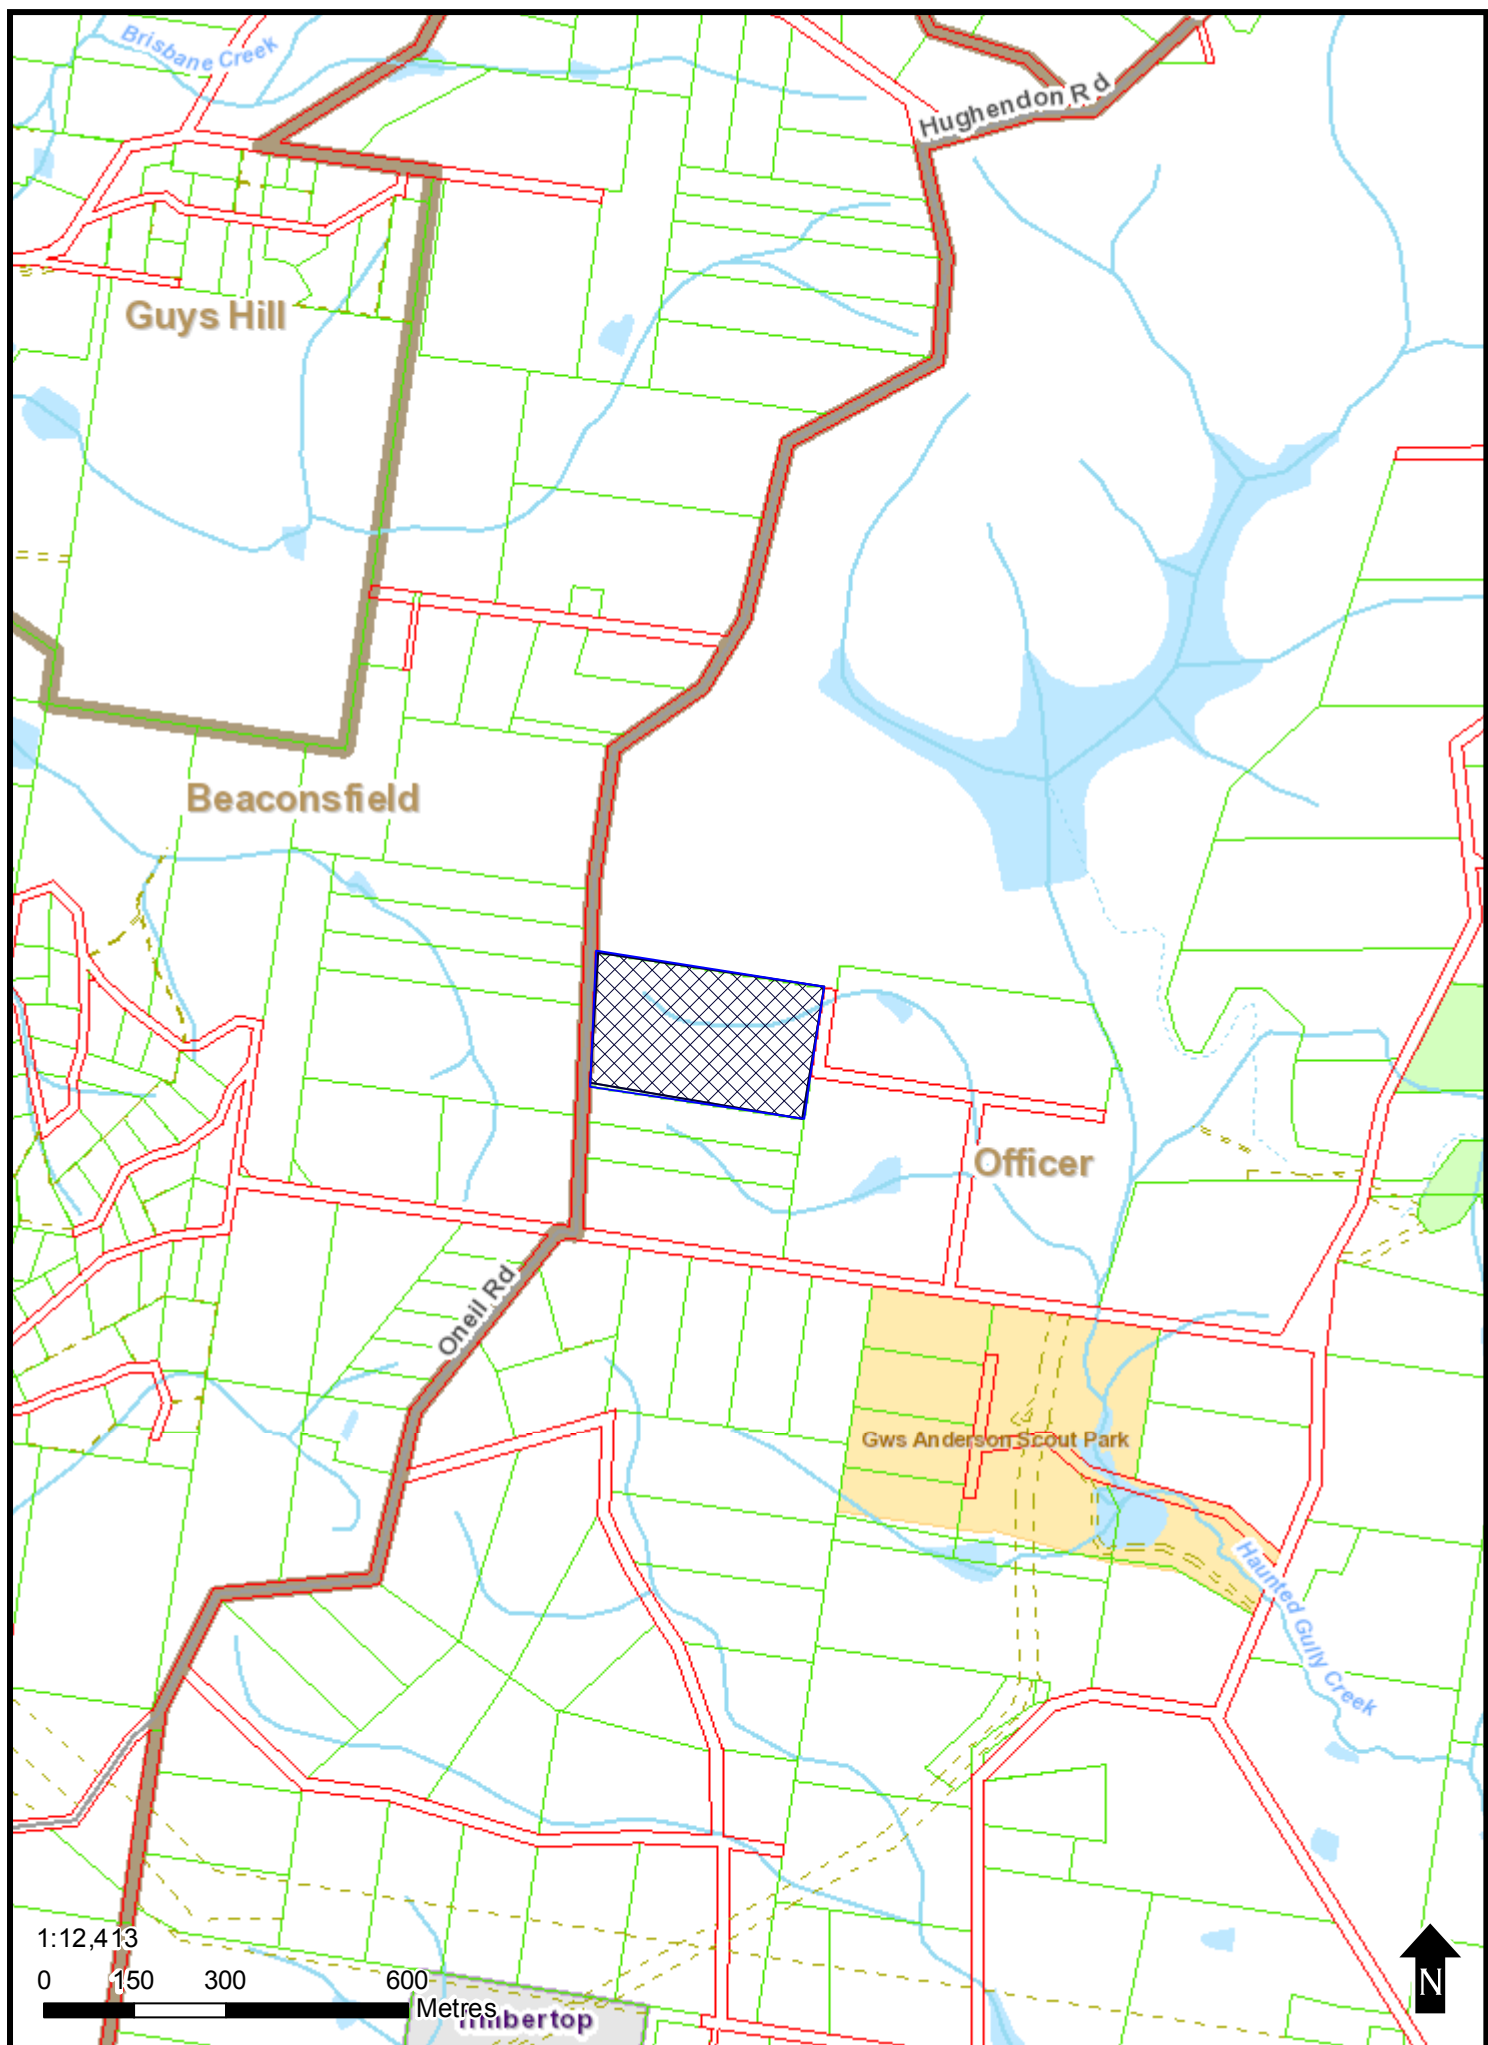 Brisbane Creek
Hughendon Rd
Guys Hill
Beaconsfield
Officer
Oneil Rd
Gws Anderson Scout Park
Haunted Gully Creek
1:12,413
0 150 300 600
Metres
Timbertop
N